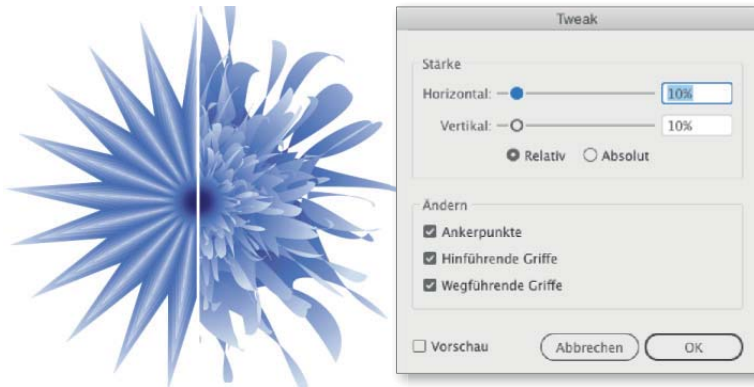 Tweak
Stärke
Horizontal: 10%
Vertikal: 10%
Relativ Absolut
Ändern
Ankerpunkte
Hinführende Griffe
Wegführende Griffe
Vorschau Abbrechen OK